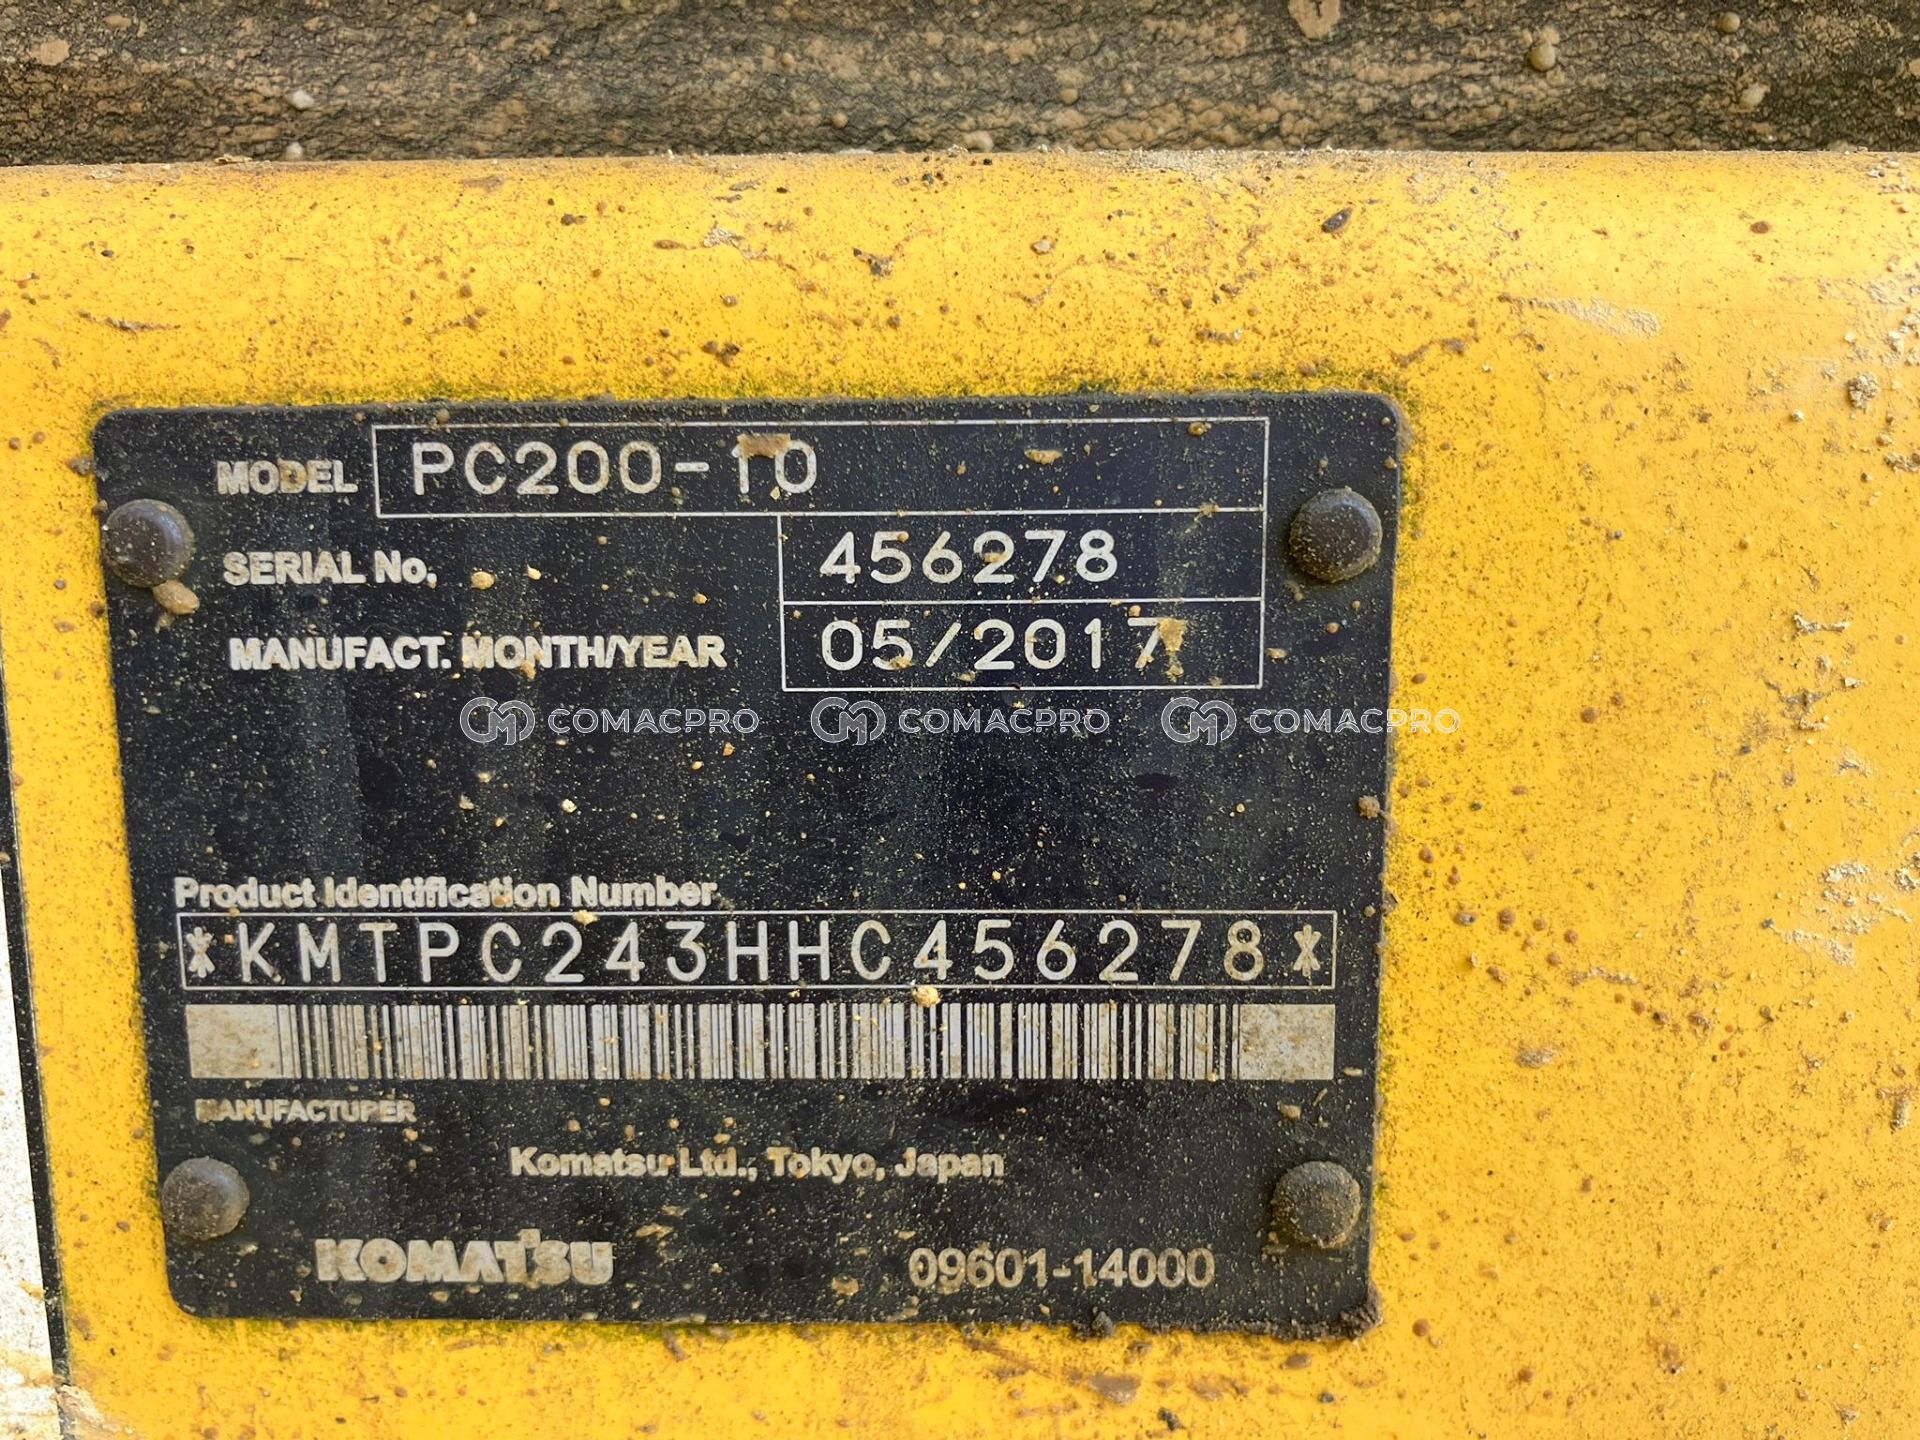 MODEL PC200-10
SERIAL No. 456278
MANUFACT. MONTH/YEAR 05/2017
COMACPRO COMACPRO COMACPRO
Product Identification Number
*KMTPC243HHC456278*
MANUFACTURER
Komatsu Ltd., Tokyo, Japan
KOMATSU 09601-14000